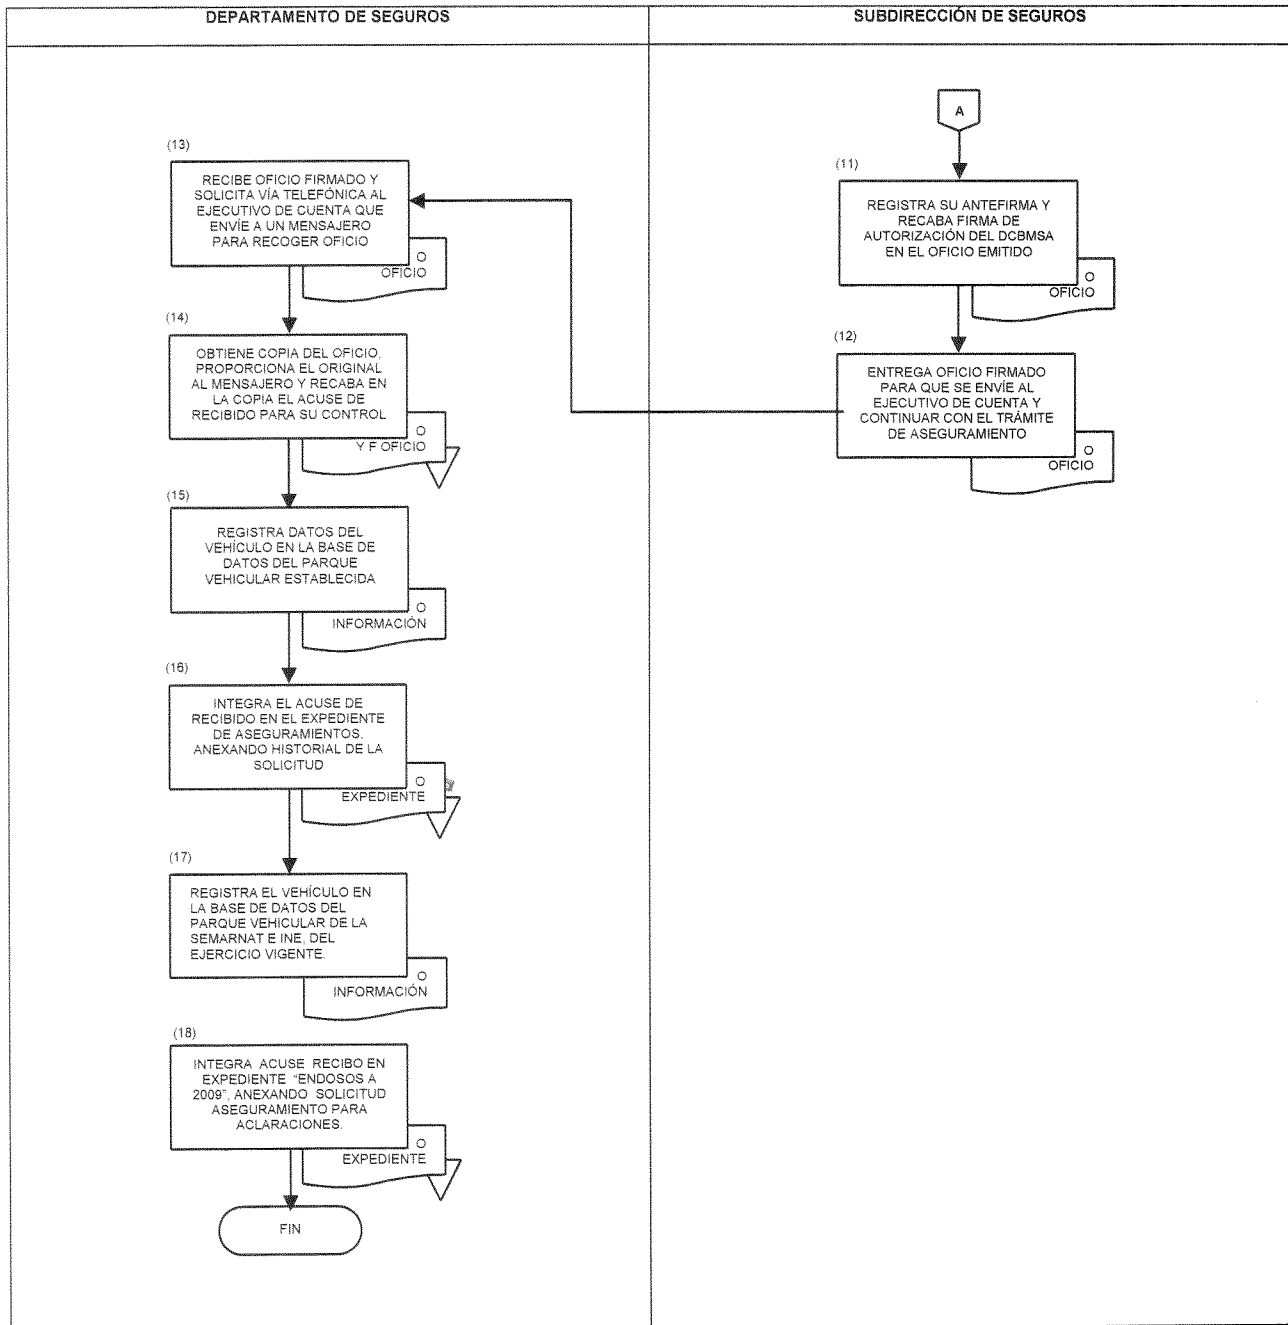 DEPARTAMENTO DE SEGUROS
SUBDIRECCIÓN DE SEGUROS
A
(11)
REGISTRA SU ANTEFIRMA Y
RECABA FIRMA DE
AUTORIZACIÓN DEL DCBMSA
EN EL OFICIO EMITIDO
O
OFICIO
(12)
ENTREGA OFICIO FIRMADO
PARA QUE SE ENVÍE AL
EJECUTIVO DE CUENTA Y
CONTINUAR CON EL TRÁMITE
DE ASEGURAMIENTO
O
OFICIO
(13)
RECIBE OFICIO FIRMADO Y
SOLICITA VÍA TELEFÓNICA AL
EJECUTIVO DE CUENTA QUE
ENVÍE A UN MENSAJERO
PARA RECOGER OFICIO
O
OFICIO
(14)
OBTIENE COPIA DEL OFICIO,
PROPORCIONA EL ORIGINAL
AL MENSAJERO Y RECABA EN
LA COPIA EL ACUSE DE
RECIBIDO PARA SU CONTROL
O
Y F OFICIO
(15)
REGISTRA DATOS DEL
VEHÍCULO EN LA BASE DE
DATOS DEL PARQUE
VEHICULAR ESTABLECIDA
O
INFORMACIÓN
(16)
INTEGRA EL ACUSE DE
RECIBIDO EN EL EXPEDIENTE
DE ASEGURAMIENTOS,
ANEXANDO HISTORIAL DE LA
SOLICITUD
O
EXPEDIENTE
(17)
REGISTRA EL VEHÍCULO EN
LA BASE DE DATOS DEL
PARQUE VEHICULAR DE LA
SEMARNAT E INE, DEL
EJERCICIO VIGENTE.
O
INFORMACIÓN
(18)
INTEGRA ACUSE RECIBO EN
EXPEDIENTE "ENDOSOS A
2009", ANEXANDO SOLICITUD
ASEGURAMIENTO PARA
ACLARACIONES.
O
EXPEDIENTE
FIN